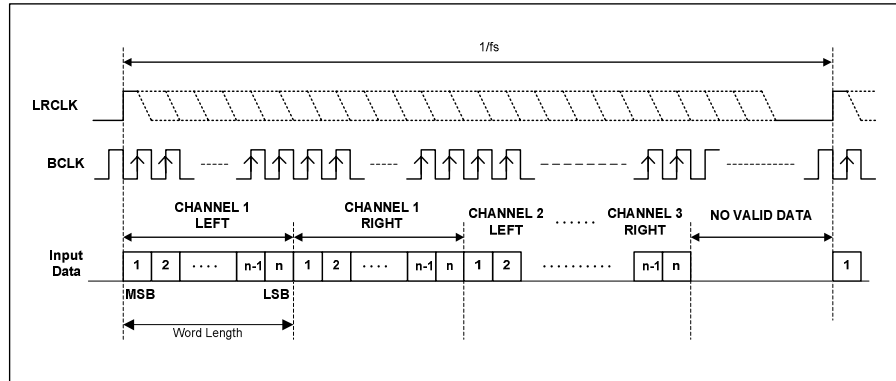 1/fs
LRCLK
BCLK
CHANNEL 1 LEFT
CHANNEL 1 RIGHT
CHANNEL 2 LEFT
......
CHANNEL 3 RIGHT
NO VALID DATA
Input Data
1 2 .... n-1 n 1 2 .... n-1 n 1 2 .......... n-1 n 1
MSB LSB
Word Length